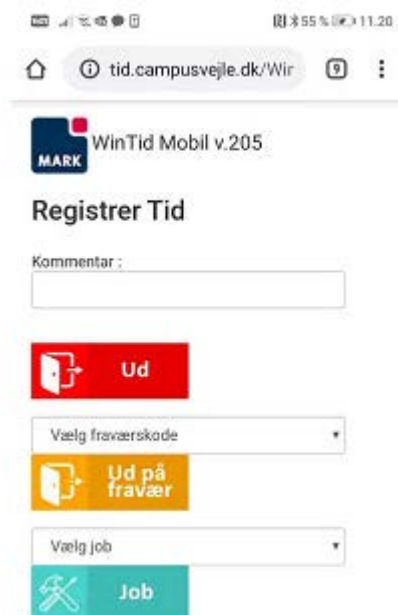 55 % 11.20
tid.campusvejle.dk/Wir
9
MARK
WinTid Mobil v.205
Registrer Tid
Kommentar :
Ud
Vælg fraværskode
Ud på
fravær
Vælg job
Job